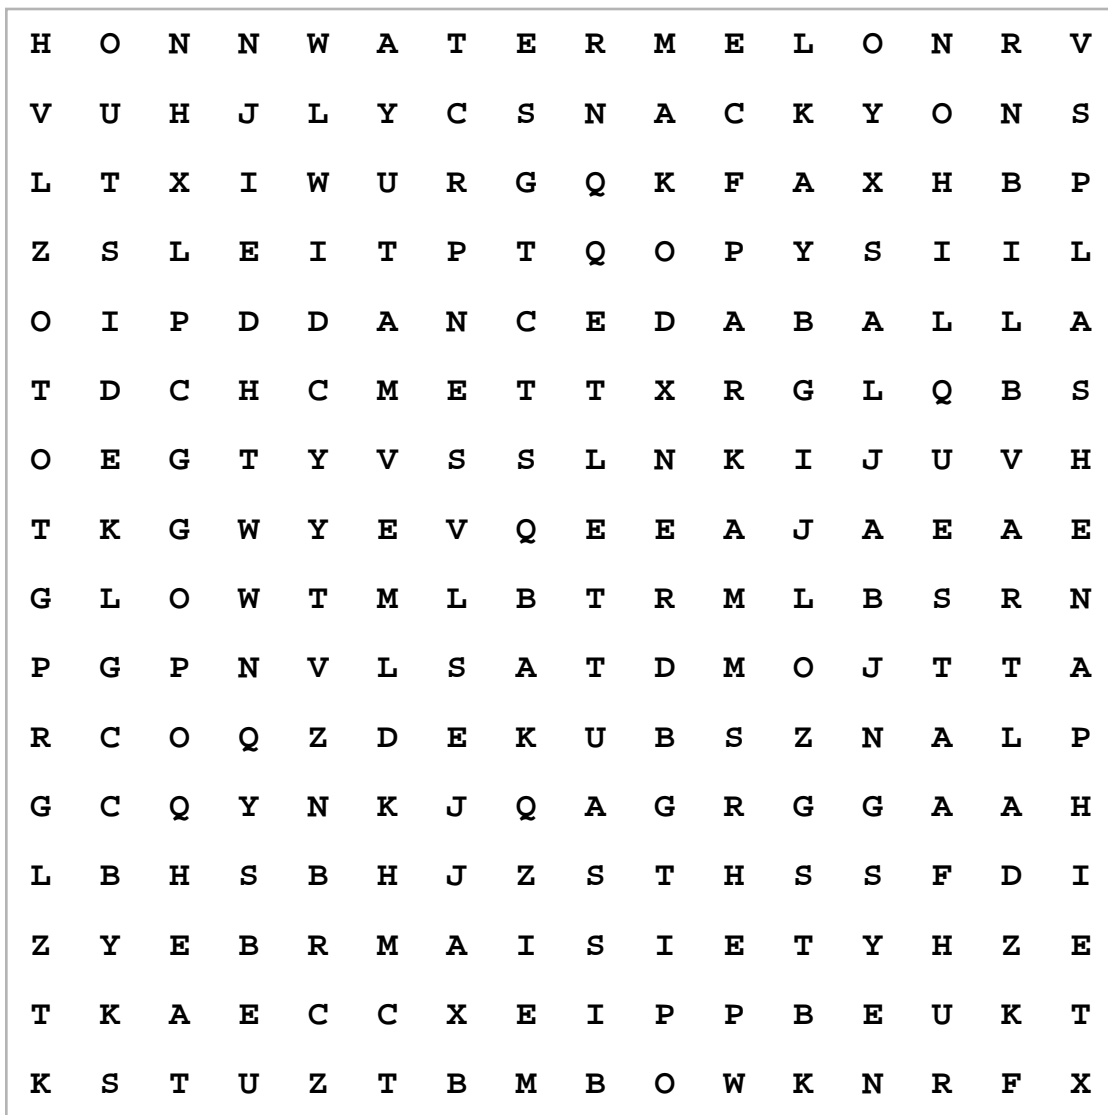 H O N N W A T E R M E L O N R V
V U H J L Y C S N A C K Y O N S
L T X I W U R G Q K F A X H B P
Z S L E I T P T Q O P Y S I I L
O I P D D A N C E D A B A L L A
T D C H C M E T T X R G L Q B S
O E G T Y V S S L N K I J U V H
T K G W Y E V Q E E A J A E A E
G L O W T M L B T R M L B S R N
P G P N V L S A T D M O J T T A
R C O Q Z D E K U B S Z N A L P
G C Q Y N K J Q A G R G G A A H
L B H S B H J Z S T H S S F D I
Z Y E B R M A I S I E T Y H Z E
T K A E C C X E I P P B E U K T
K S T U Z T B M B O W K N R F X